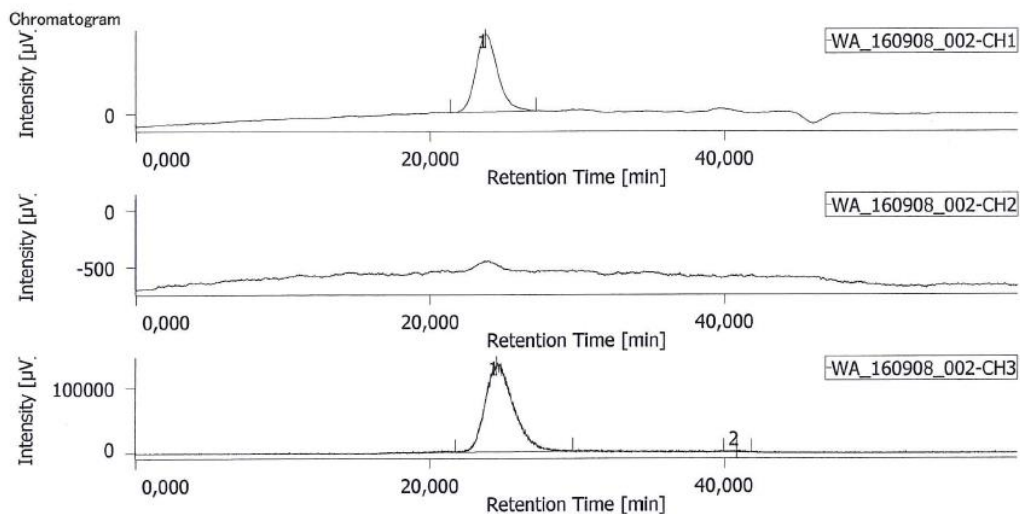 Chromatogram
Intensity [µV]
WA_160908_002-CH1
1
0
0,000 20,000 40,000
Retention Time [min]
Intensity [µV]
WA_160908_002-CH2
0
-500
0,000 20,000 40,000
Retention Time [min]
Intensity [µV]
WA_160908_002-CH3
1
100000
2
0
0,000 20,000 40,000
Retention Time [min]